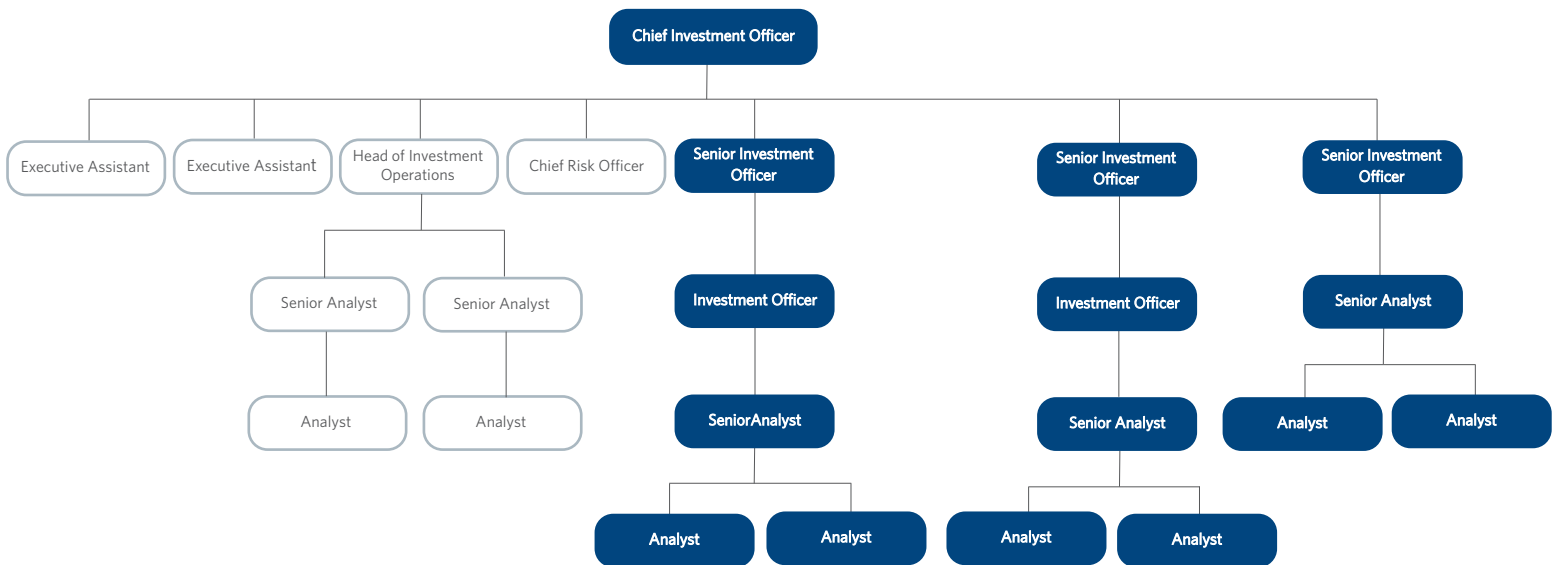 Chief Investment Officer
Executive Assistant
Executive Assistant
Head of Investment
Operations
Chief Risk Officer
Senior Investment
Officer
Senior Investment
Officer
Senior Investment
Officer
Senior Analyst
Senior Analyst
Investment Officer
Investment Officer
Senior Analyst
Analyst
Analyst
SeniorAnalyst
Senior Analyst
Analyst
Analyst
Analyst
Analyst
Analyst
Analyst